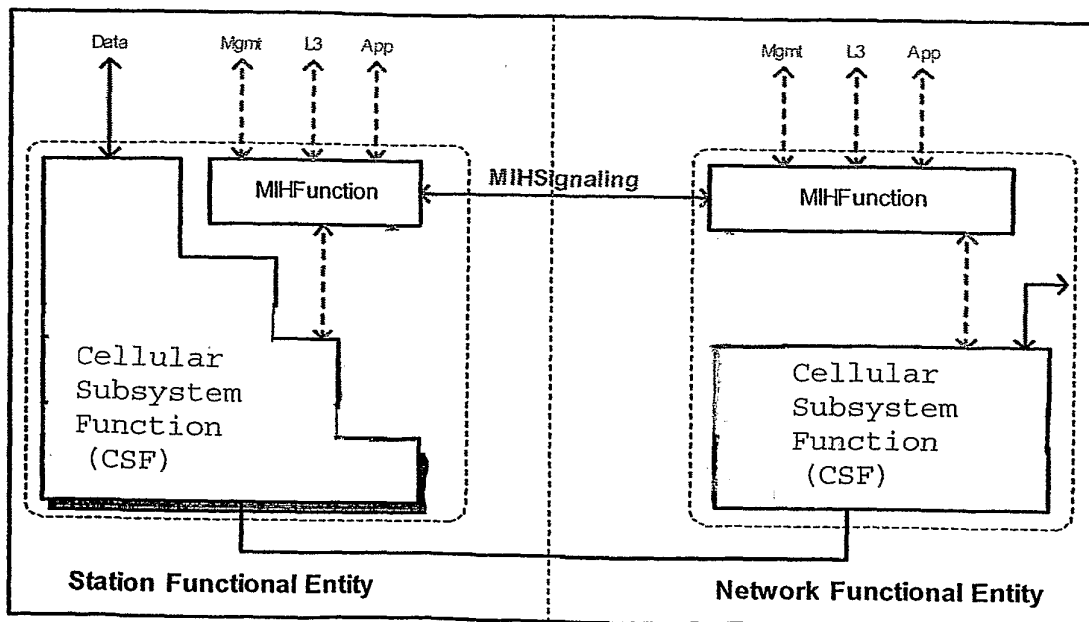 Data Mgmt L3 App
Mgmt L3 App
MIHFunction
MIHSignaling
MIHFunction
Cellular
Subsystem
Function
(CSF)
Cellular
Subsystem
Function
(CSF)
Station Functional Entity
Network Functional Entity